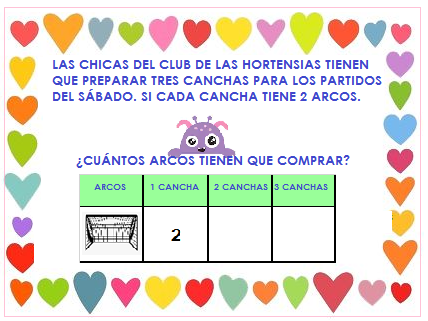 LAS CHICAS DEL CLUB DE LAS HORTENSIAS TIENEN
QUE PREPARAR TRES CANCHAS PARA LOS PARTIDOS
DEL SÁBADO. SI CADA CANCHA TIENE 2 ARCOS.
¿CUÁNTOS ARCOS TIENEN QUE COMPRAR?
ARCOS 1 CANCHA 2 CANCHAS 3 CANCHAS
2